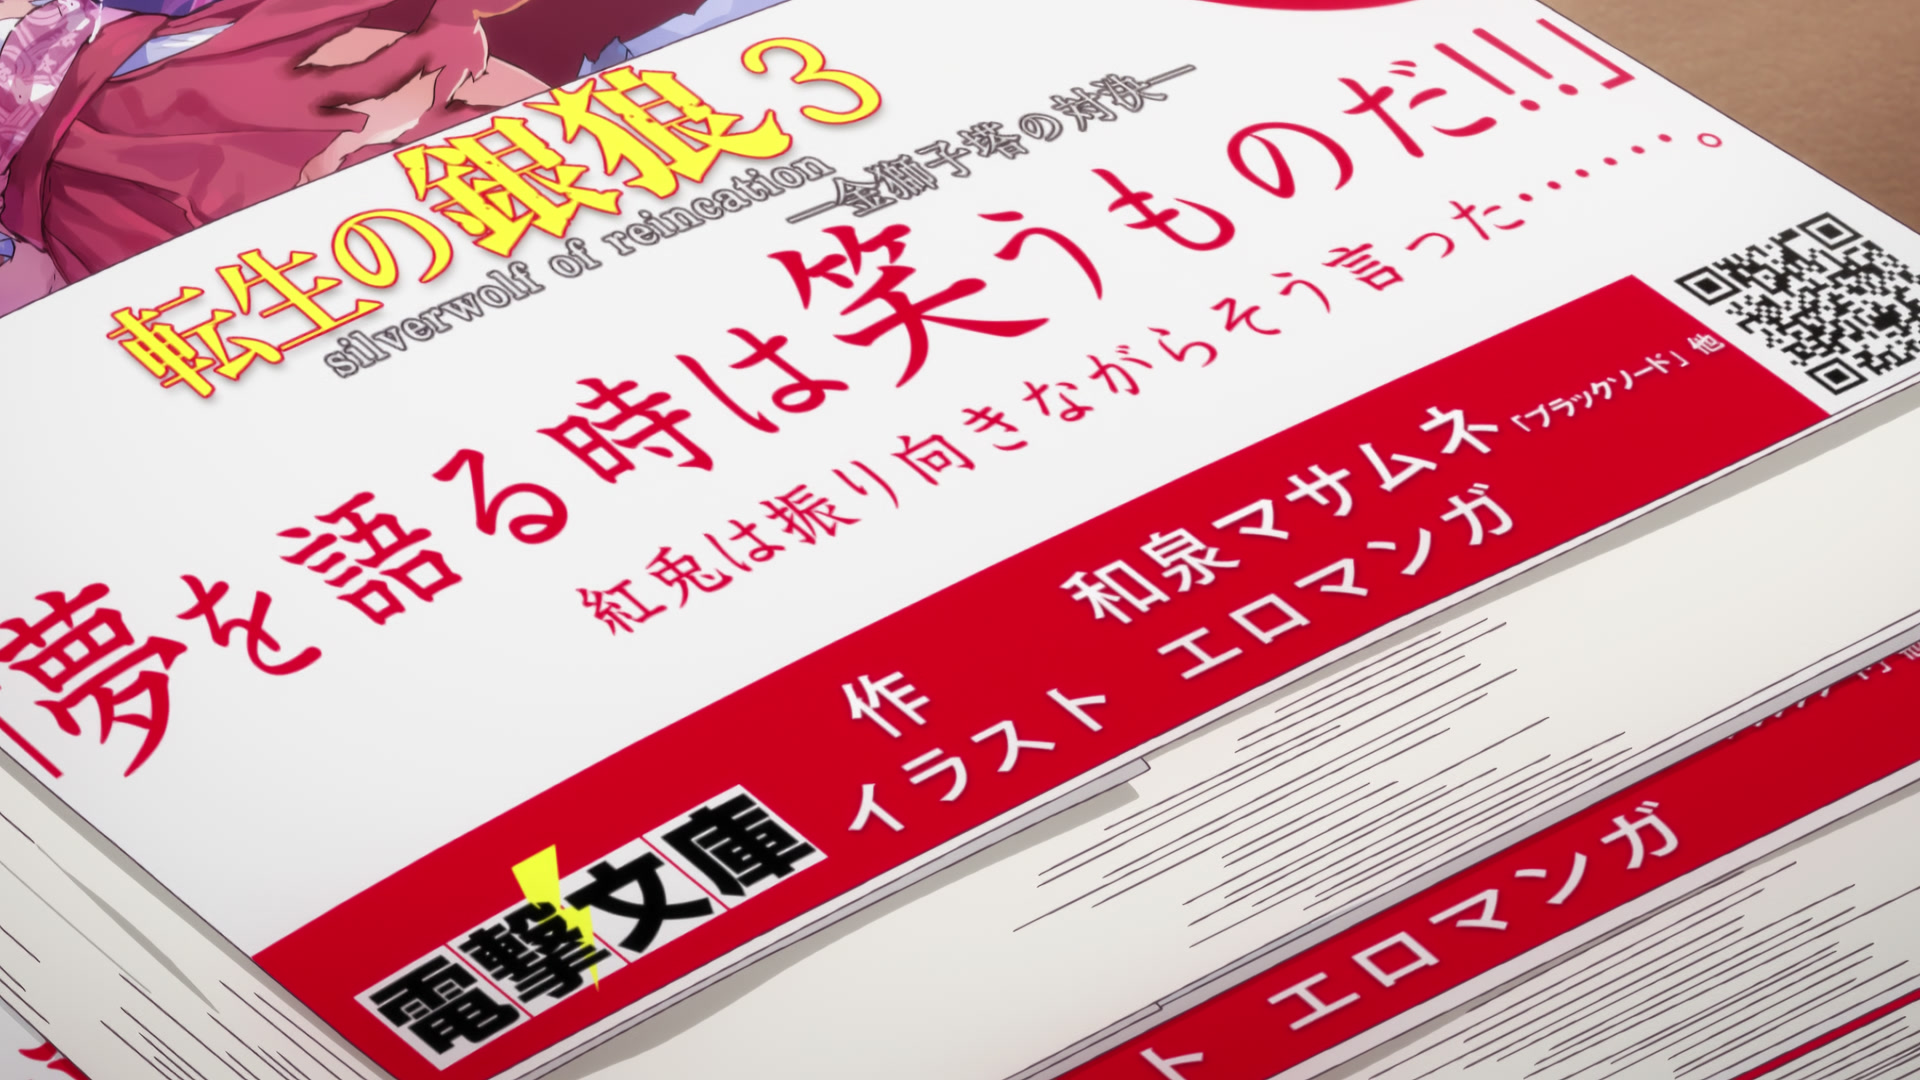 転生の銀狼3
silverwolf of reincation
―金獅子塔の対決―
「夢を語る時は笑うものだ!!」
紅兎は振り向きながらそう言った……。
作 和泉マサムネ 「ブラックソード」他
イラスト エロマンガ
電撃文庫
ト エロマンガ